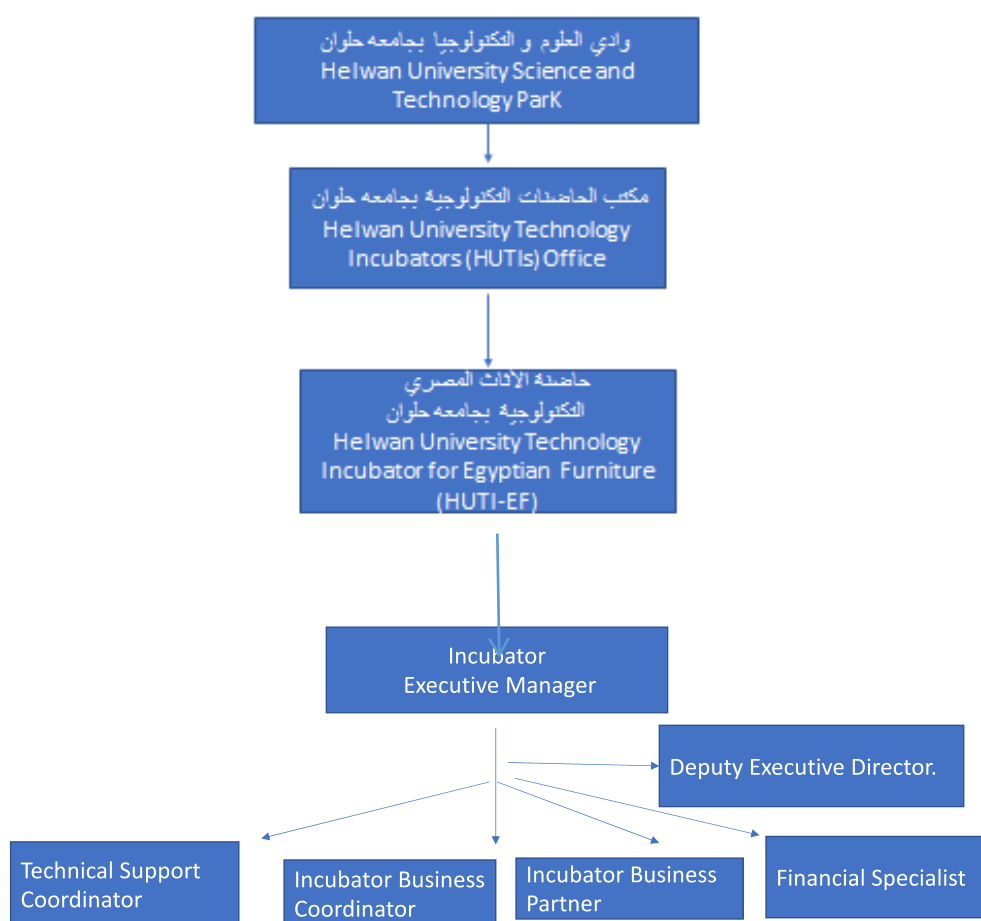 وادي العلوم و التكنولوجيا بجامعه حلوان
Helwan University Science and
Technology ParK
مكتب الحاضنات التكنولوجية بجامعه حلوان
Helwan University Technology
Incubators (HUTIs) Office
حاضنة الأثاث المصري
التكنولوجية بجامعه حلوان
Helwan University Technology
Incubator for Egyptian Furniture
(HUTI-EF)
Incubator
Executive Manager
Deputy Executive Director.
Technical Support
Coordinator
Incubator Business
Coordinator
Incubator Business
Partner
Financial Specialist